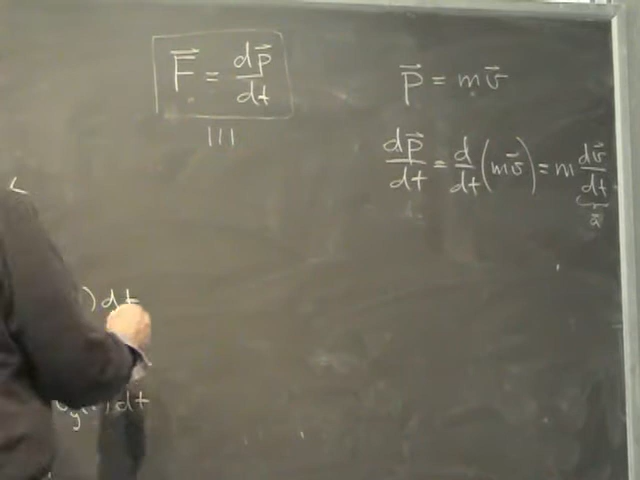 F⃗ = dp⃗/dt
p⃗ = mv⃗
dp⃗/dt = d/dt (mv⃗) = m dv⃗/dt
a⃗
) dt
y dt